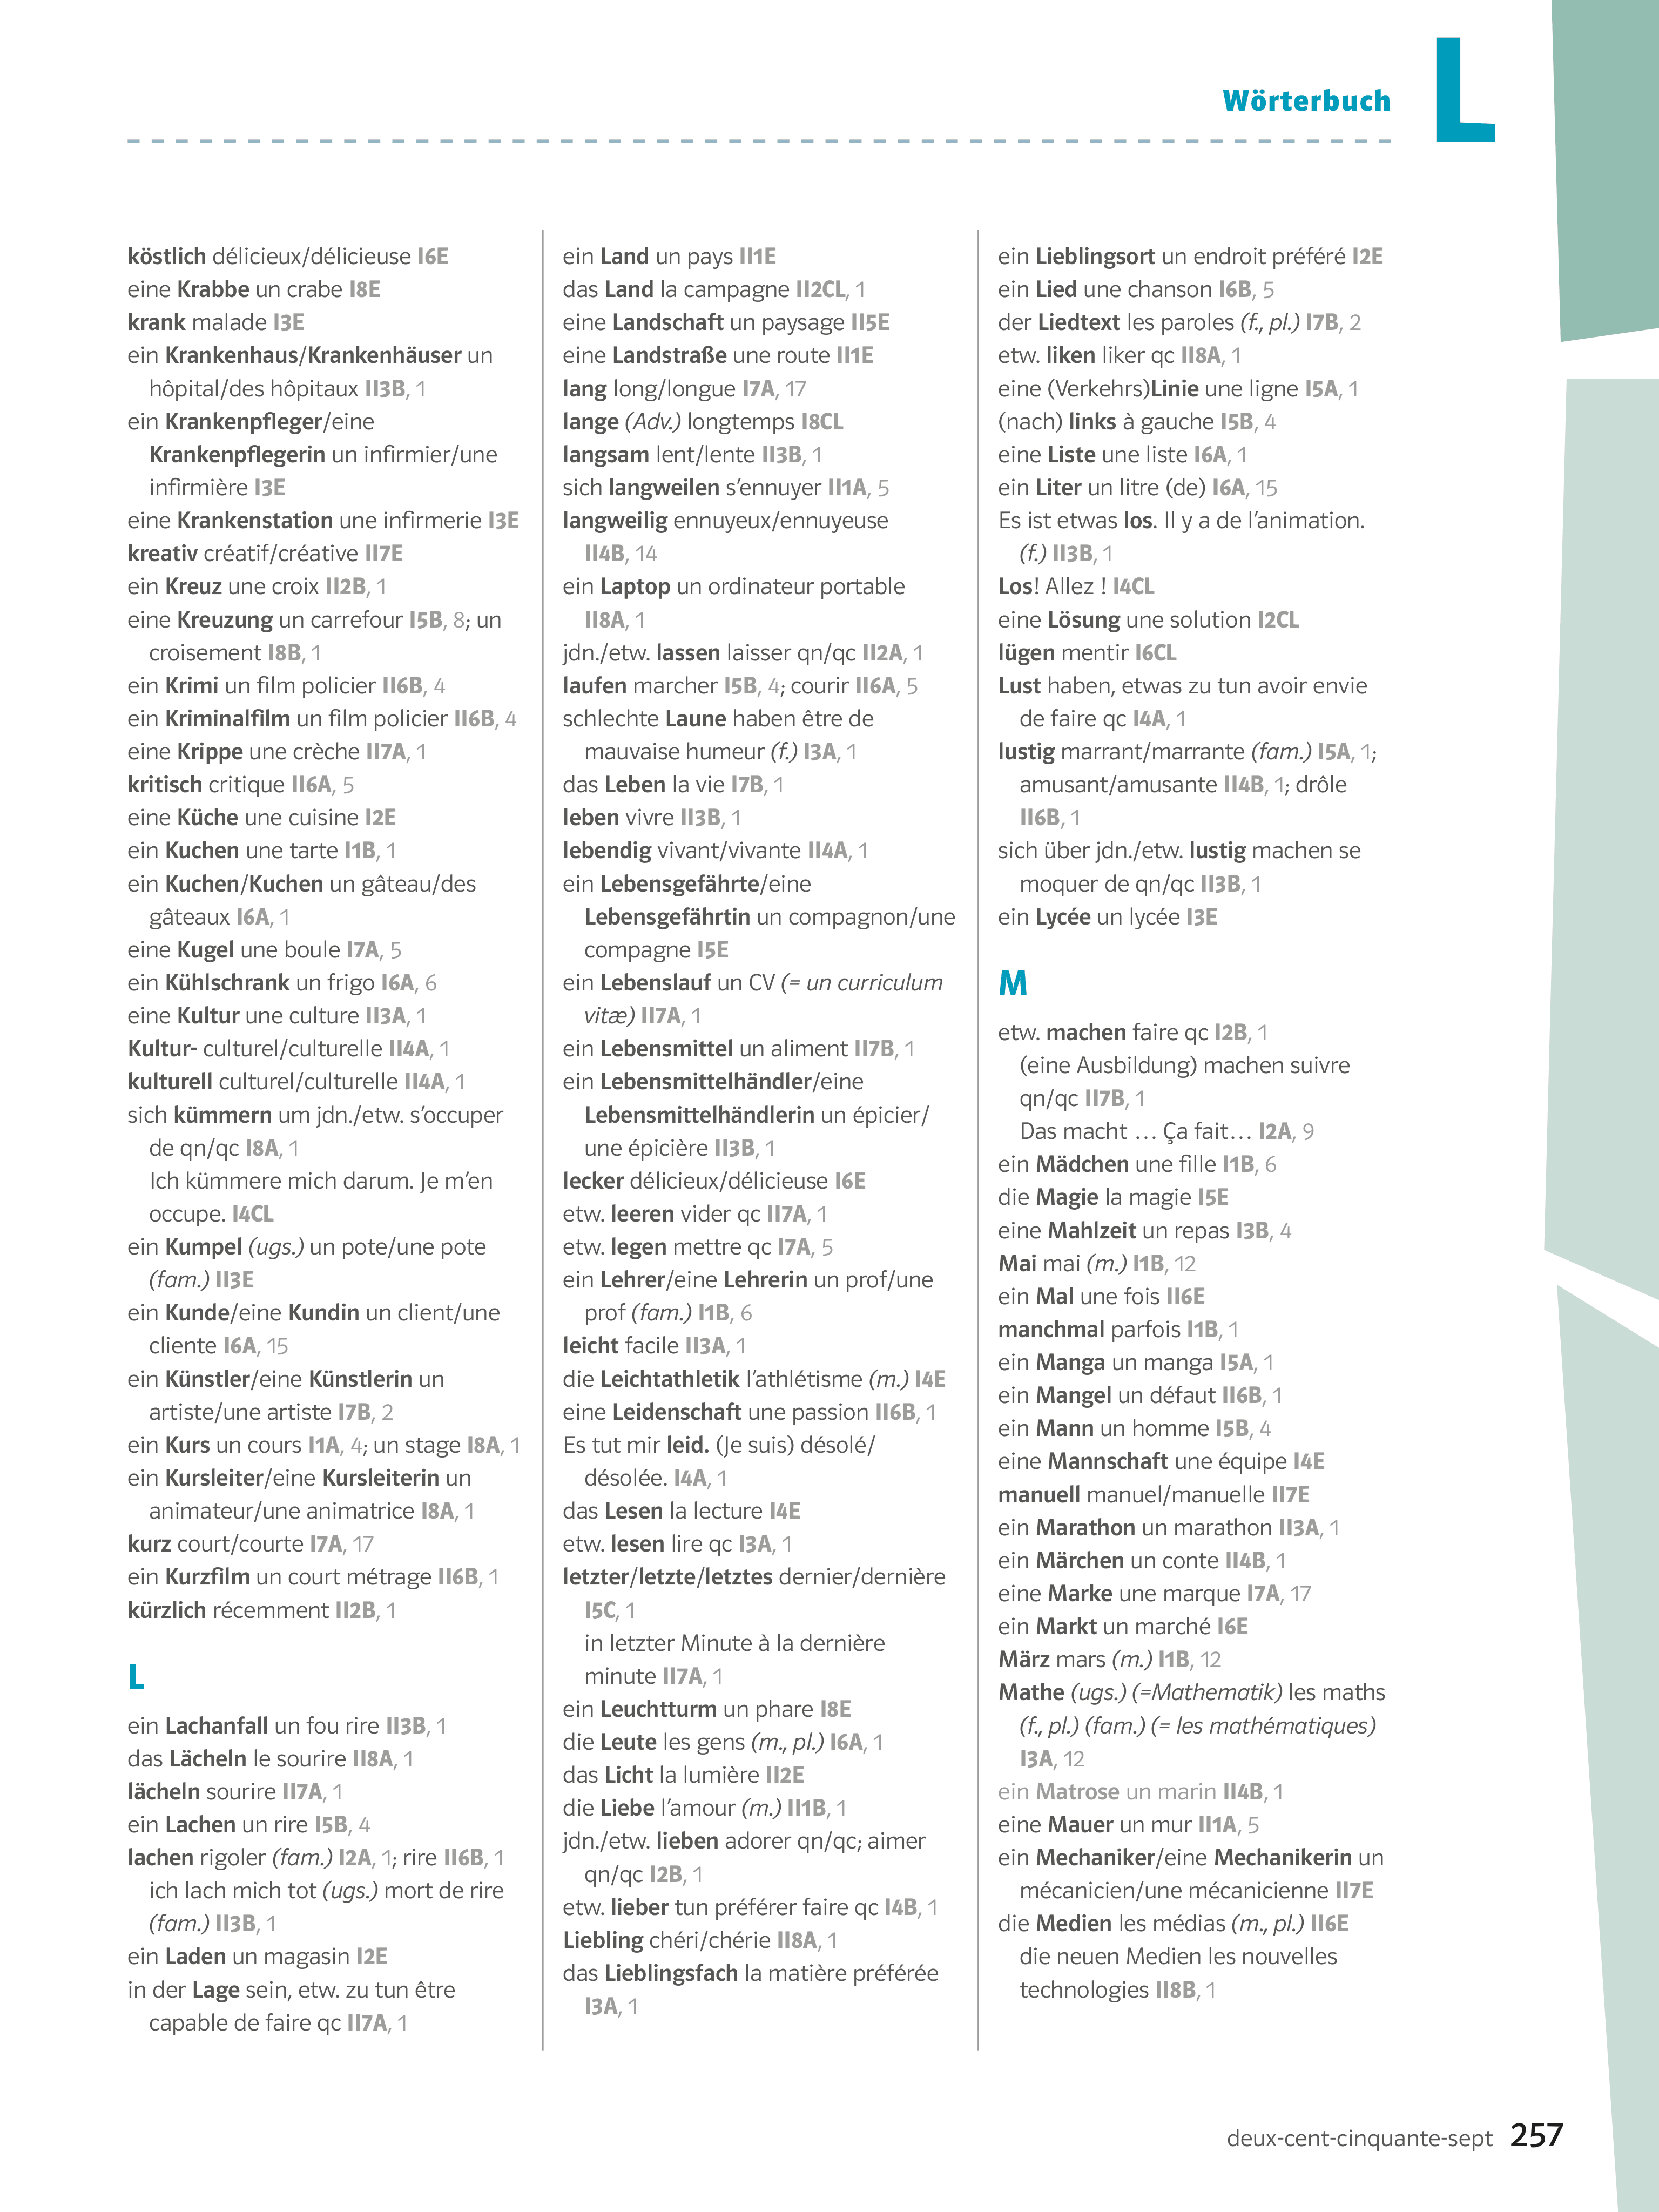 Wörterbuch
L
köstlich délicieux/délicieuse I6E
eine Krabbe un crabe I8E
krank malade I3E
ein Krankenhaus/Krankenhäuser un
hôpital/des hôpitaux II3B, 1
ein Krankenpfleger/eine
Krankenpflegerin un infirmier/une
infirmière I3E
eine Krankenstation une infirmerie I3E
kreativ créatif/créative II7E
ein Kreuz une croix II2B, 1
eine Kreuzung un carrefour I5B, 8; un
croisement I8B, 1
ein Krimi un film policier II6B, 4
ein Kriminalfilm un film policier II6B, 4
eine Krippe une crèche II7A, 1
kritisch critique II6A, 5
eine Küche une cuisine I2E
ein Kuchen une tarte I1B, 1
ein Kuchen/Kuchen un gâteau/des
gâteaux I6A, 1
eine Kugel une boule I7A, 5
ein Kühlschrank un frigo I6A, 6
eine Kultur une culture II3A, 1
Kultur- culturel/culturelle II4A, 1
kulturell culturel/culturelle II4A, 1
sich kümmern um jdn./etw. s’occuper
de qn/qc I8A, 1
Ich kümmere mich darum. Je m’en
occupe. I4CL
ein Kumpel (ugs.) un pote/une pote
(fam.) II3E
ein Kunde/eine Kundin un client/une
cliente I6A, 15
ein Künstler/eine Künstlerin un
artiste/une artiste I7B, 2
ein Kurs un cours I1A, 4; un stage I8A, 1
ein Kursleiter/eine Kursleiterin un
animateur/une animatrice I8A, 1
kurz court/courte I7A, 17
ein Kurzfilm un court métrage II6B, 1
kürzlich récemment II2B, 1
L
ein Lachanfall un fou rire II3B, 1
das Lächeln le sourire II8A, 1
lächeln sourire II7A, 1
ein Lachen un rire I5B, 4
lachen rigoler (fam.) I2A, 1; rire II6B, 1
ich lach mich tot (ugs.) mort de rire
(fam.) II3B, 1
ein Laden un magasin I2E
in der Lage sein, etw. zu tun être
capable de faire qc II7A, 1
ein Land un pays II1E
das Land la campagne II2CL, 1
eine Landschaft un paysage II5E
eine Landstraße une route II1E
lang long/longue I7A, 17
lange (Adv.) longtemps I8CL
langsam lent/lente II3B, 1
sich langweilen s’ennuyer II1A, 5
langweilig ennuyeux/ennuyeuse
II4B, 14
ein Laptop un ordinateur portable
II8A, 1
jdn./etw. lassen laisser qn/qc II2A, 1
laufen marcher I5B, 4; courir II6A, 5
schlechte Laune haben être de
mauvaise humeur (f.) I3A, 1
das Leben la vie I7B, 1
leben vivre II3B, 1
lebendig vivant/vivante II4A, 1
ein Lebensgefährte/eine
Lebensgefährtin un compagnon/une
compagne I5E
ein Lebenslauf un CV (= un curriculum
vitæ) II7A, 1
ein Lebensmittel un aliment II7B, 1
ein Lebensmittelhändler/eine
Lebensmittelhändlerin un épicier/
une épicière II3B, 1
lecker délicieux/délicieuse I6E
etw. leeren vider qc II7A, 1
etw. legen mettre qc I7A, 5
ein Lehrer/eine Lehrerin un prof/une
prof (fam.) I1B, 6
leicht facile II3A, 1
die Leichtathletik l’athlétisme (m.) I4E
eine Leidenschaft une passion II6B, 1
Es tut mir leid. (Je suis) désolé/
désolée. I4A, 1
das Lesen la lecture I4E
etw. lesen lire qc I3A, 1
letzter/letzte/letztes dernier/dernière
I5C, 1
in letzter Minute à la dernière
minute II7A, 1
ein Leuchtturm un phare I8E
die Leute les gens (m., pl.) I6A, 1
das Licht la lumière II2E
die Liebe l’amour (m.) II1B, 1
jdn./etw. lieben adorer qn/qc; aimer
qn/qc I2B, 1
etw. lieber tun préférer faire qc I4B, 1
Liebling chéri/chérie II8A, 1
das Lieblingsfach la matière préférée
I3A, 1
ein Lieblingsort un endroit préféré I2E
ein Lied une chanson I6B, 5
der Liedtext les paroles (f., pl.) I7B, 2
etw. liken liker qc II8A, 1
eine (Verkehrs)Linie une ligne I5A, 1
(nach) links à gauche I5B, 4
eine Liste une liste I6A, 1
ein Liter un litre (de) I6A, 15
Es ist etwas los. Il y a de l’animation.
(f.) II3B, 1
Los! Allez ! I4CL
eine Lösung une solution I2CL
lügen mentir I6CL
Lust haben, etwas zu tun avoir envie
de faire qc I4A, 1
lustig marrant/marrante (fam.) I5A, 1;
amusant/amusante II4B, 1; drôle
II6B, 1
sich über jdn./etw. lustig machen se
moquer de qn/qc II3B, 1
ein Lycée un lycée I3E
M
etw. machen faire qc I2B, 1
(eine Ausbildung) machen suivre
qn/qc II7B, 1
Das macht … Ça fait… I2A, 9
ein Mädchen une fille I1B, 6
die Magie la magie I5E
eine Mahlzeit un repas I3B, 4
Mai mai (m.) I1B, 12
ein Mal une fois II6E
manchmal parfois I1B, 1
ein Manga un manga I5A, 1
ein Mangel un défaut II6B, 1
ein Mann un homme I5B, 4
eine Mannschaft une équipe I4E
manuell manuel/manuelle II7E
ein Marathon un marathon II3A, 1
ein Märchen un conte II4B, 1
eine Marke une marque I7A, 17
ein Markt un marché I6E
März mars (m.) I1B, 12
Mathe (ugs.) (=Mathematik) les maths
(f., pl.) (fam.) (= les mathématiques)
I3A, 12
ein Matrose un marin II4B, 1
eine Mauer un mur II1A, 5
ein Mechaniker/eine Mechanikerin un
mécanicien/une mécanicienne II7E
die Medien les médias (m., pl.) II6E
die neuen Medien les nouvelles
technologies II8B, 1
deux-cent-cinquante-sept 257